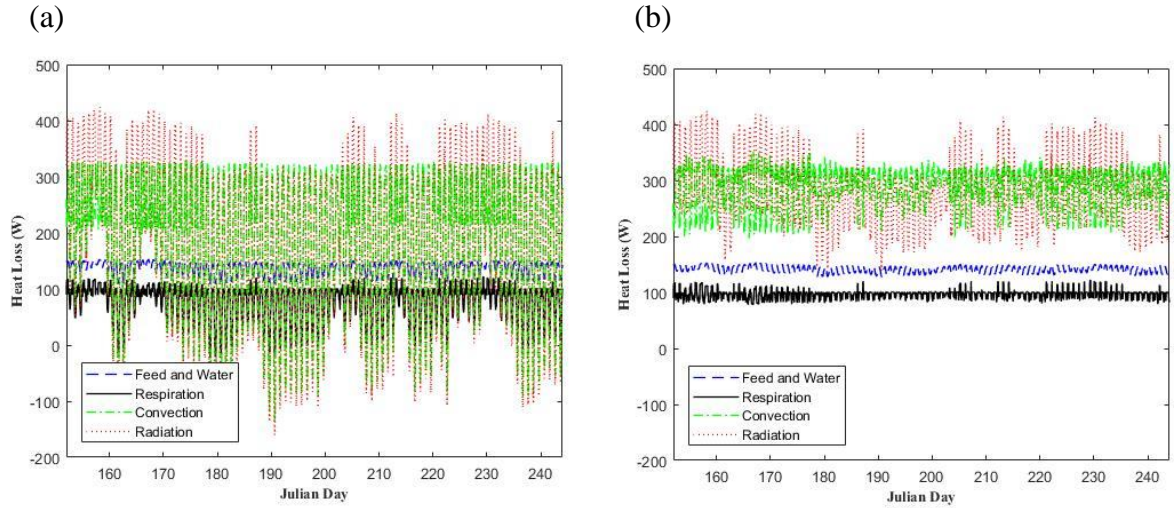 (a)
(b)
500
400
300
200
100
0
-100
-200
Heat Loss (W)
160 170 180 190 200 210 220 230 240
Julian Day
Feed and Water
Respiration
Convection
Radiation
500
400
300
200
100
0
-100
-200
Heat Loss (W)
160 170 180 190 200 210 220 230 240
Julian Day
Feed and Water
Respiration
Convection
Radiation